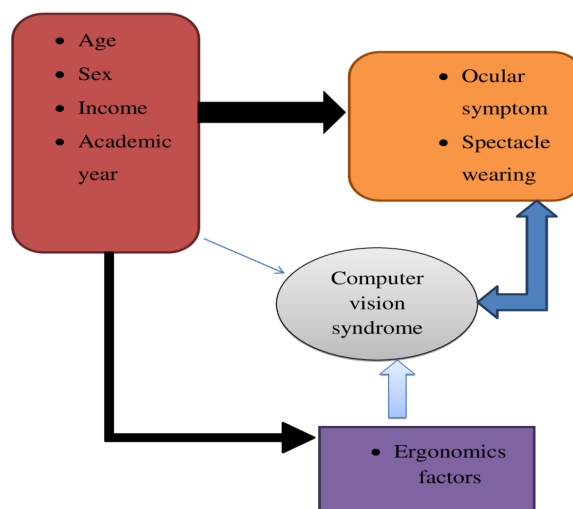 • Age
• Sex
• Income
• Academic
year
• Ocular
symptom
• Spectacle
wearing
Computer
vision
syndrome
• Ergonomics
factors